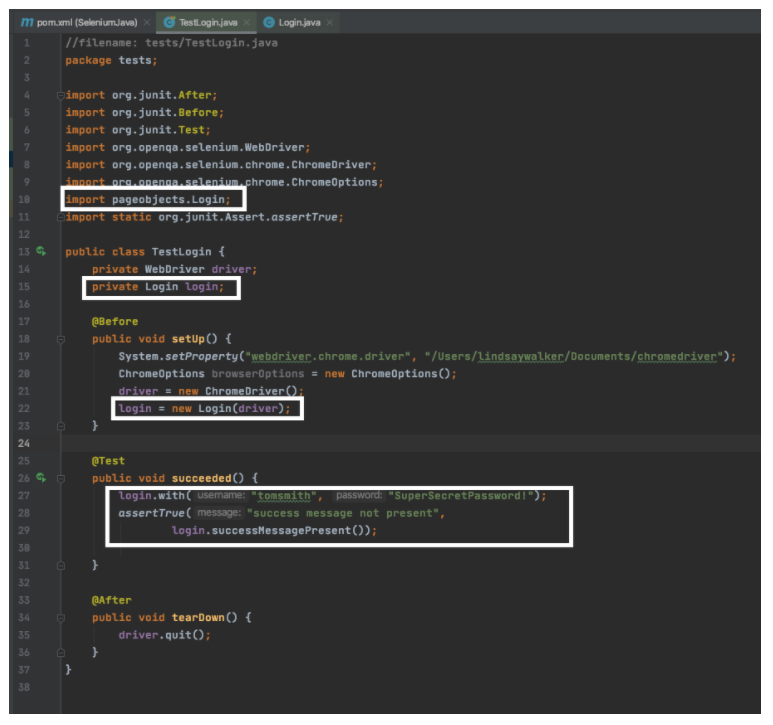 pom.xml (SeleniumJava) × TestLogin.java × Login.java ×
1 //filename: tests/TestLogin.java
2 package tests;
3
4 import org.junit.After;
5 import org.junit.Before;
6 import org.junit.Test;
7 import org.openqa.selenium.WebDriver;
8 import org.openqa.selenium.chrome.ChromeDriver;
9 import org.openqa.selenium.chrome.ChromeOptions;
10 import pageobjects.Login;
11 import static org.junit.Assert.assertTrue;
12
13 public class TestLogin {
14 private WebDriver driver;
15 private Login login;
16
17 @Before
18 public void setUp() {
19 System.setProperty("webdriver.chrome.driver", "/Users/lindsaywalker/Documents/chromedriver");
20 ChromeOptions browserOptions = new ChromeOptions();
21 driver = new ChromeDriver();
22 login = new Login(driver);
23 }
24
25 @Test
26 public void succeeded() {
27 login.with( username: "tomsmith", password: "SuperSecretPassword!");
28 assertTrue( message: "success message not present",
29 login.successMessagePresent());
30
31 }
32
33 @After
34 public void tearDown() {
35 driver.quit();
36 }
37 }
38